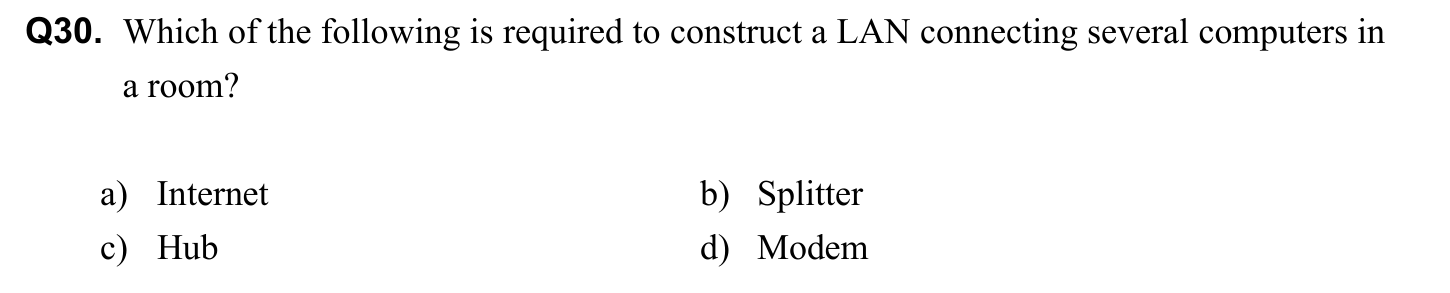 Q30. Which of the following is required to construct a LAN connecting several computers in
a room?
a) Internet b) Splitter
c) Hub d) Modem